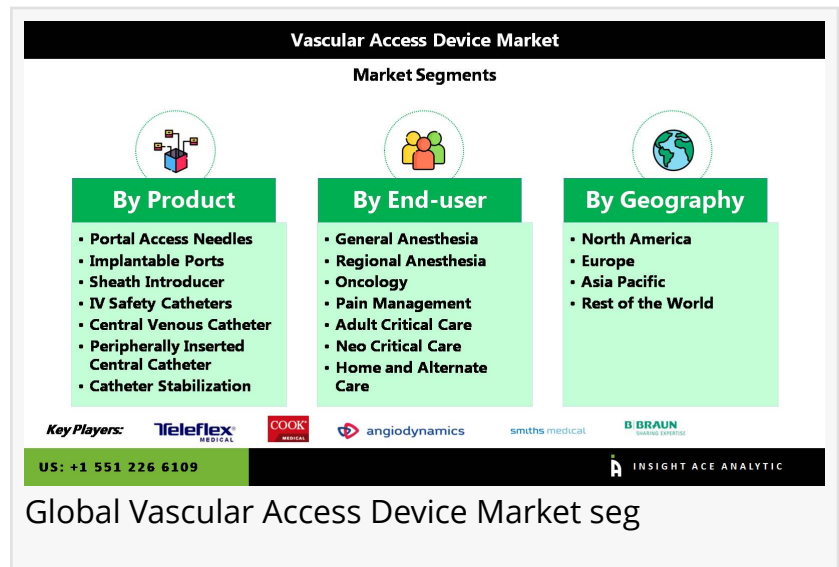 Vascular Access Device Market
Market Segments
By Product
• Portal Access Needles
• Implantable Ports
• Sheath Introducer
• IV Safety Catheters
• Central Venous Catheter
• Peripherally Inserted
Central Catheter
• Catheter Stabilization
By End-user
• General Anesthesia
• Regional Anesthesia
• Oncology
• Pain Management
• Adult Critical Care
• Neo Critical Care
• Home and Alternate
Care
By Geography
• North America
• Europe
• Asia Pacific
• Rest of the World
Key Players:
Teleflex
MEDICAL
COOK
MEDICAL
angiodynamics
smiths medical
B BRAUN
SHARING EXPERTISE
US: +1 551 226 6109
INSIGHT ACE ANALYTIC
Global Vascular Access Device Market seg